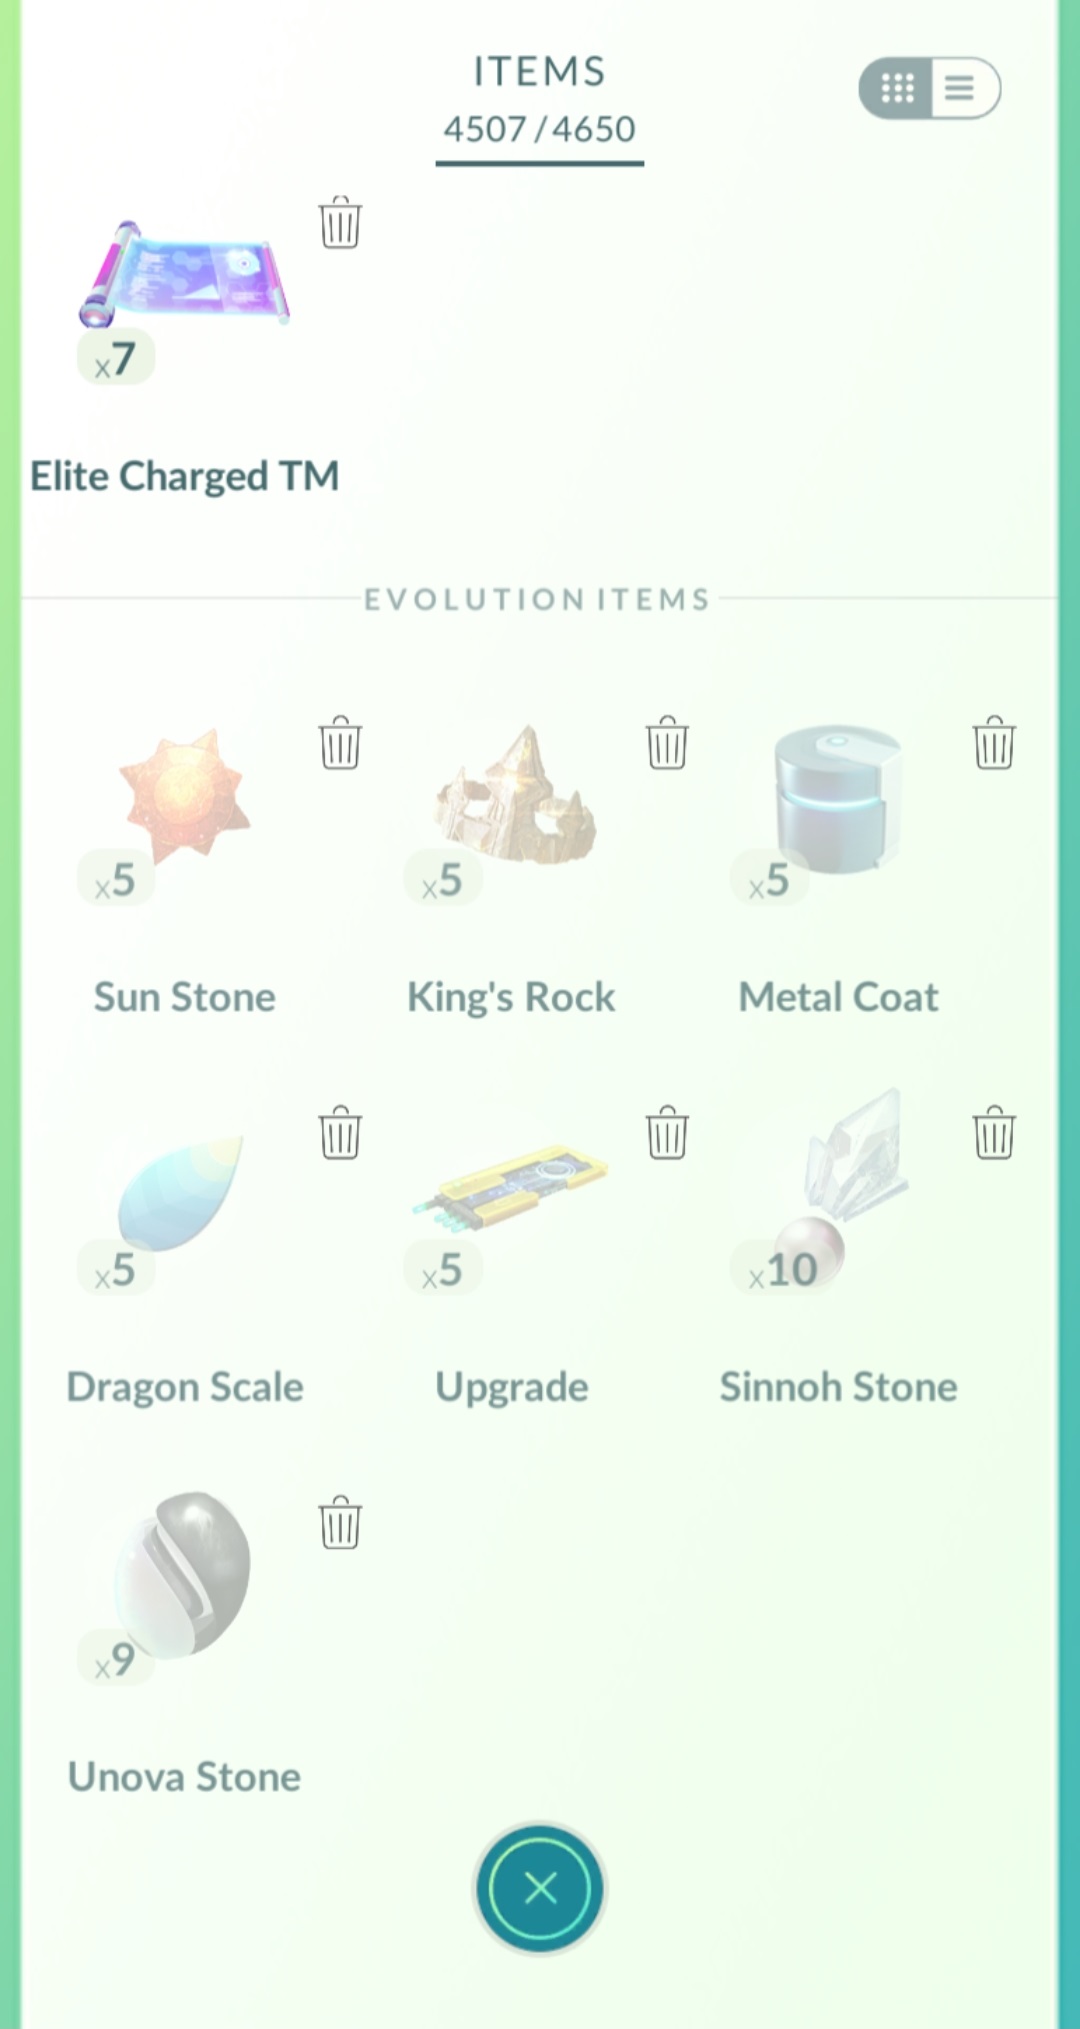 ITEMS
4507/4650
x7
Elite Charged TM
EVOLUTION ITEMS
x5 x5 x5
Sun Stone King's Rock Metal Coat
x5 x5 x10
Dragon Scale Upgrade Sinnoh Stone
x9
Unova Stone